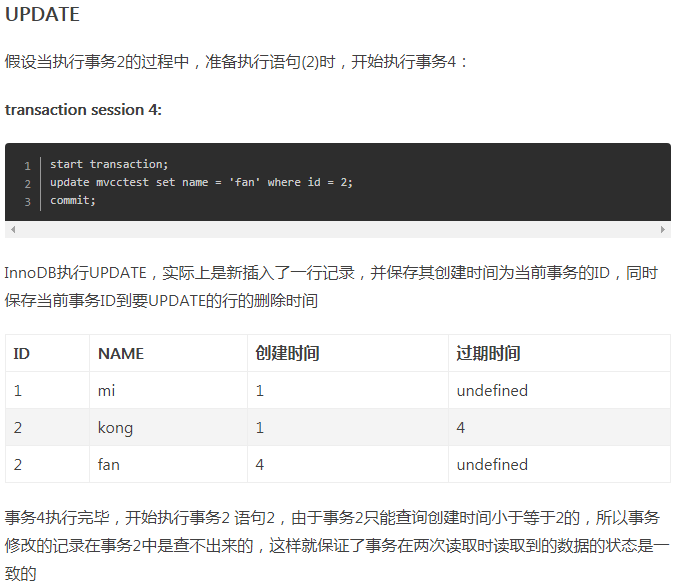 UPDATE
假设当执行事务2的过程中，准备执行语句(2)时，开始执行事务4：
transaction session 4:
1 start transaction;
2 update mvcctest set name = 'fan' where id = 2;
3 commit;
InnoDB执行UPDATE，实际上是新插入了一行记录，并保存其创建时间为当前事务的ID，同时
保存当前事务ID到要UPDATE的行的删除时间
ID NAME 创建时间 过期时间
1 mi 1 undefined
2 kong 1 4
2 fan 4 undefined
事务4执行完毕，开始执行事务2 语句2，由于事务2只能查询创建时间小于等于2的，所以事务
修改的记录在事务2中是查不出来的，这样就保证了事务在两次读取时读取到的数据的状态是一
致的